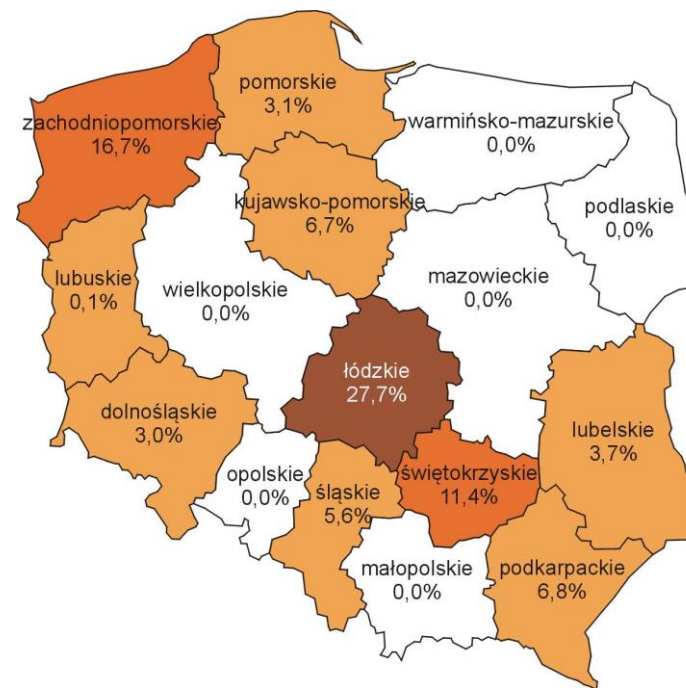 pomorskie
3,1%
zachodniopomorskie
16,7%
warmińsko-mazurskie
0,0%
kujawsko-pomorskie
6,7%
podlaskie
0,0%
lubuskie
0,1%
wielkopolskie
0,0%
mazowieckie
0,0%
łódzkie
27,7%
dolnośląskie
3,0%
lubelskie
3,7%
opolskie
0,0%
śląskie
5,6%
świętokrzyskie
11,4%
małopolskie
0,0%
podkarpackie
6,8%